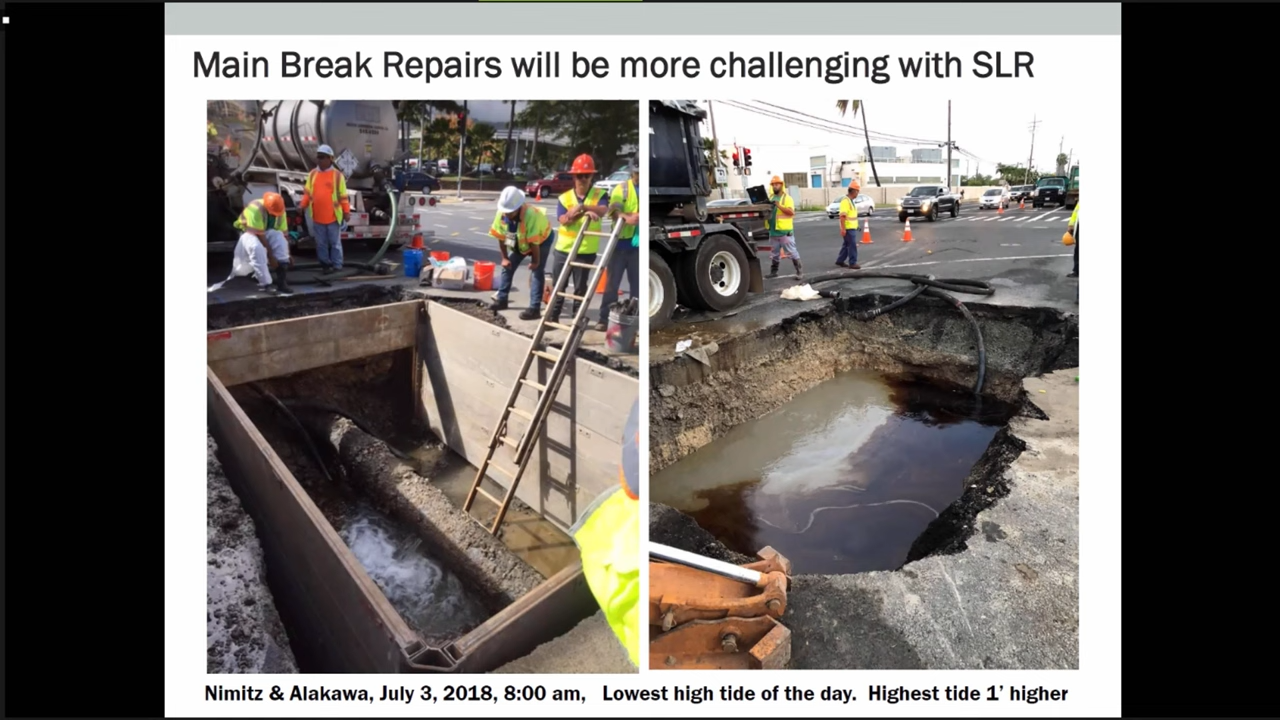 Main Break Repairs will be more challenging with SLR
Nimitz & Alakawa, July 3, 2018, 8:00 am, Lowest high tide of the day. Highest tide 1' higher